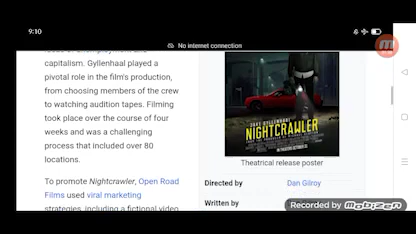 9:10
No internet connection
capitalism. Gyllenhaal played a
pivotal role in the film's production,
from choosing members of the crew
to watching audition tapes. Filming
took place over the course of four
weeks and was a challenging
process that included over 80
locations.
To promote Nightcrawler, Open Road
Films used viral marketing
strategies, including a fictional video
JAKE GYLLENHAAL
NIGHTCRAWLER
Theatrical release poster
Directed by Dan Gilroy
Written by
Recorded by Mobizen